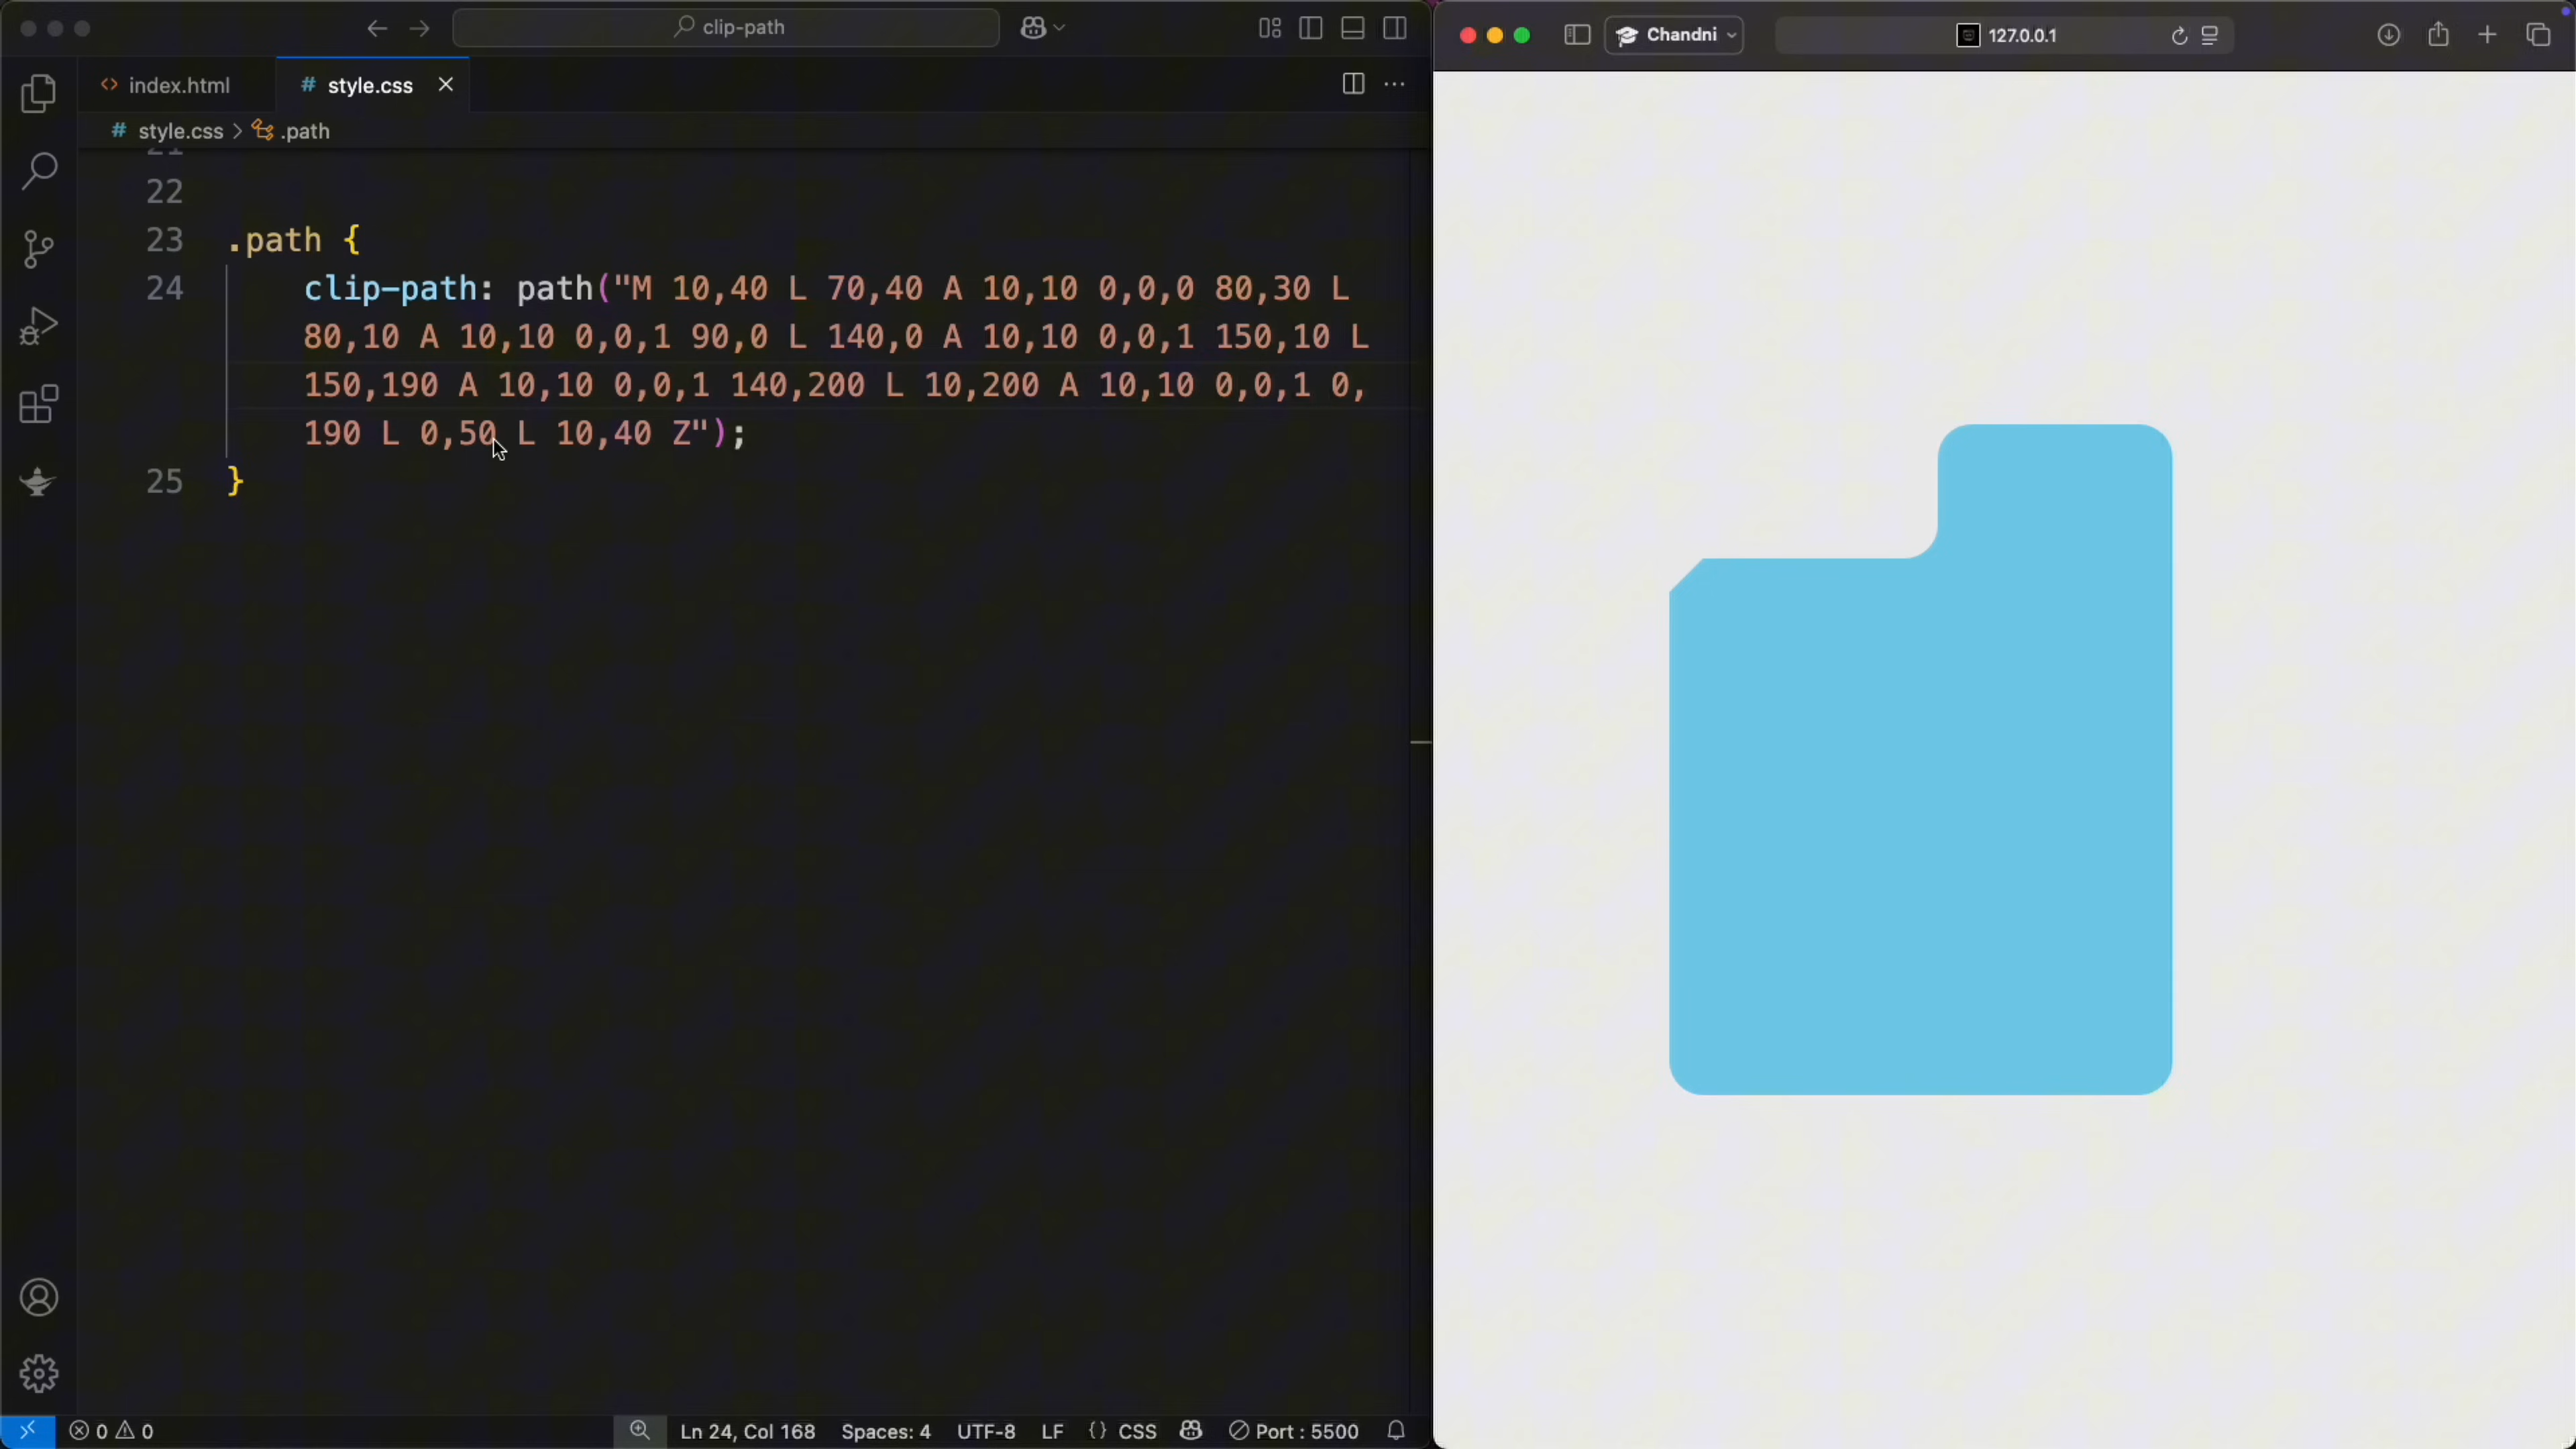 clip-path
index.html
# style.css
# style.css > .path
21
22
23 .path {
24 clip-path: path("M 10,40 L 70,40 A 10,10 0,0,0 80,30 L
80,10 A 10,10 0,0,1 90,0 L 140,0 A 10,10 0,0,1 150,10 L
150,190 A 10,10 0,0,1 140,200 L 10,200 A 10,10 0,0,1 0,
190 L 0,50 L 10,40 Z");
25 }
0 0 Ln 24, Col 168 Spaces: 4 UTF-8 LF {} CSS Port : 5500
Chandni 127.0.0.1